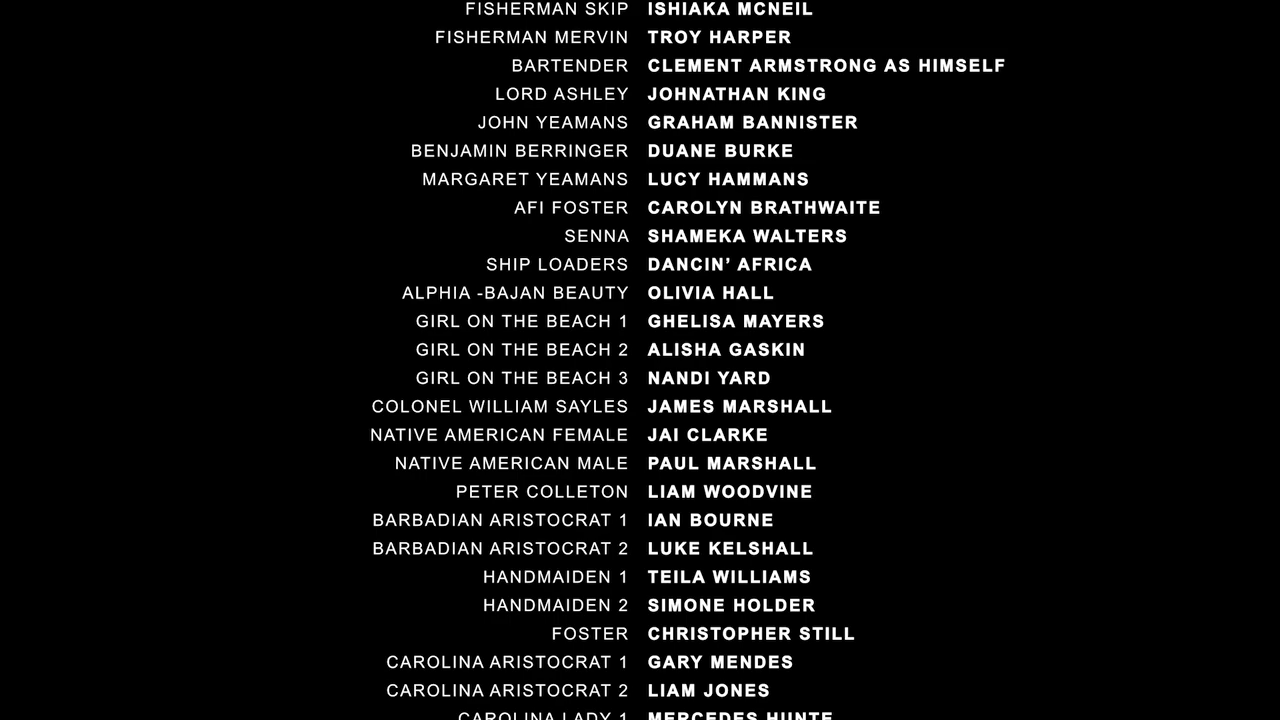 FISHERMAN SKIP ISHIAKA MCNEIL
FISHERMAN MERVIN TROY HARPER
BARTENDER CLEMENT ARMSTRONG AS HIMSELF
LORD ASHLEY JOHNATHAN KING
JOHN YEAMANS GRAHAM BANNISTER
BENJAMIN BERRINGER DUANE BURKE
MARGARET YEAMANS LUCY HAMMANS
AFI FOSTER CAROLYN BRATHWAITE
SENNA SHAMEKA WALTERS
SHIP LOADERS DANCIN’ AFRICA
ALPHIA -BAJAN BEAUTY OLIVIA HALL
GIRL ON THE BEACH 1 GHELISA MAYERS
GIRL ON THE BEACH 2 ALISHA GASKIN
GIRL ON THE BEACH 3 NANDI YARD
COLONEL WILLIAM SAYLES JAMES MARSHALL
NATIVE AMERICAN FEMALE JAI CLARKE
NATIVE AMERICAN MALE PAUL MARSHALL
PETER COLLETON LIAM WOODVINE
BARBADIAN ARISTOCRAT 1 IAN BOURNE
BARBADIAN ARISTOCRAT 2 LUKE KELSHALL
HANDMAIDEN 1 TEILA WILLIAMS
HANDMAIDEN 2 SIMONE HOLDER
FOSTER CHRISTOPHER STILL
CAROLINA ARISTOCRAT 1 GARY MENDES
CAROLINA ARISTOCRAT 2 LIAM JONES
CAROLINA LADY 1 MERCEDES HUNTE